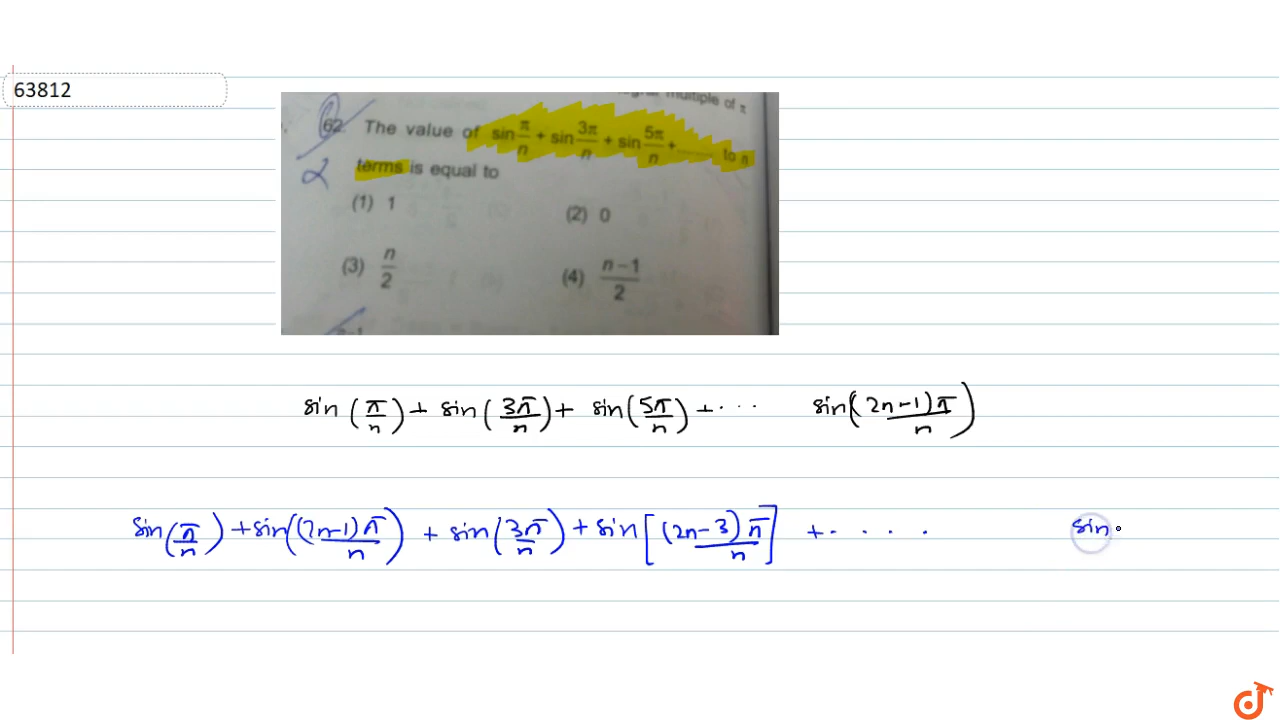 63812
multiple of π
62. The value of sin π/n + sin 3π/n + sin 5π/n + ........ to n
terms is equal to
(1) 1
(2) 0
(3) n/2
(4) (n−1)/2
sin (π/n) + sin (3π/n) + sin (5π/n) + ... sin((2n−1)π/n)
sin (π/n) + sin((2n−1)π/n) + sin (3π/n) + sin [(2n−3)π/n] + .... sin